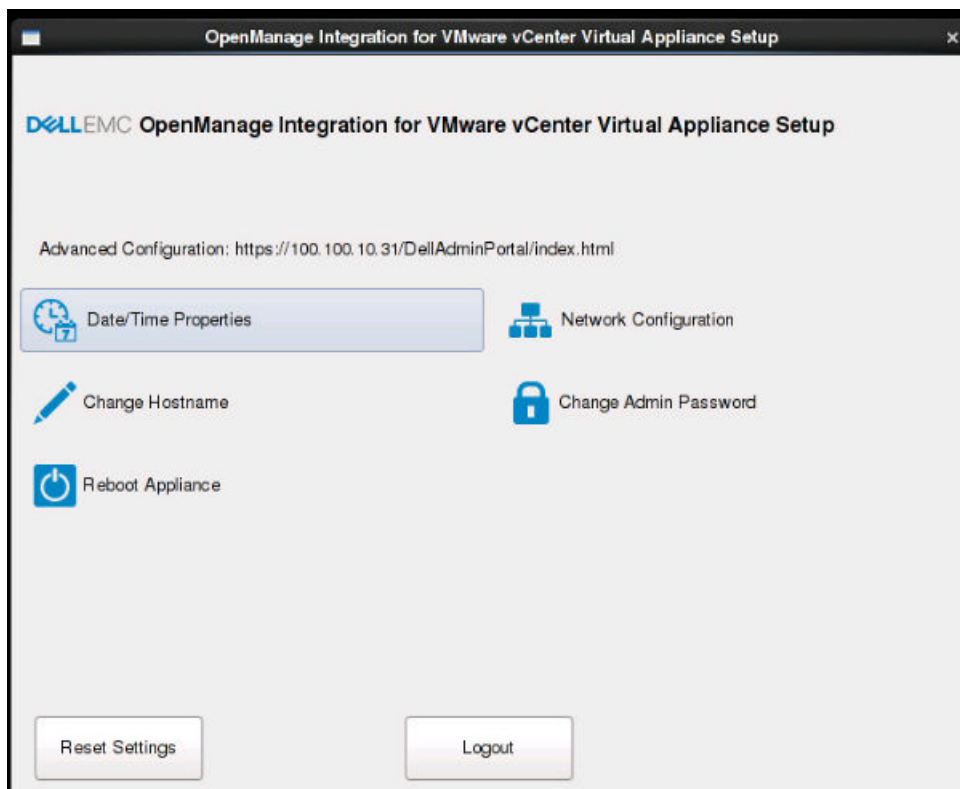 OpenManage Integration for VMware vCenter Virtual Appliance Setup
DELLEMC OpenManage Integration for VMware vCenter Virtual Appliance Setup
Advanced Configuration: https://100.100.10.31/DellAdminPortal/index.html
7 Date/Time Properties
Network Configuration
Change Hostname
Change Admin Password
Reboot Appliance
Reset Settings
Logout